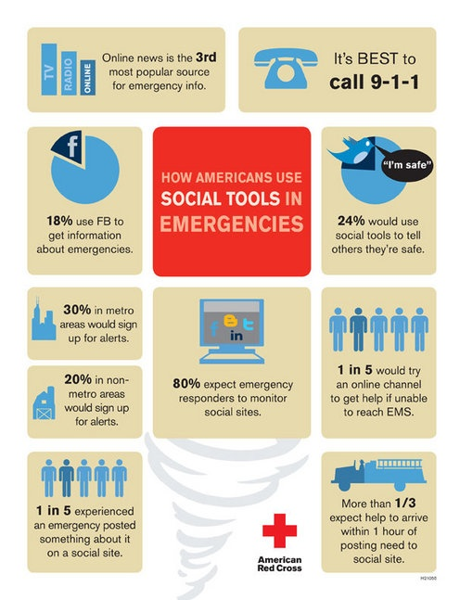 TV
RADIO
ONLINE
Online news is the 3rd
most popular source
for emergency info.
It's BEST to
call 9-1-1
f
18% use FB to
get information
about emergencies.
HOW AMERICANS USE
SOCIAL TOOLS IN
EMERGENCIES
"I'm safe"
24% would use
social tools to tell
others they're safe.
30% in metro
areas would sign
up for alerts.
20% in non-
metro areas
would sign up
for alerts.
f t
in
80% expect emergency
responders to monitor
social sites.
1 in 5 would try
an online channel
to get help if unable
to reach EMS.
1 in 5 experienced
an emergency posted
something about it
on a social site.
American
Red Cross
More than 1/3
expect help to arrive
within 1 hour of
posting need to
social site.